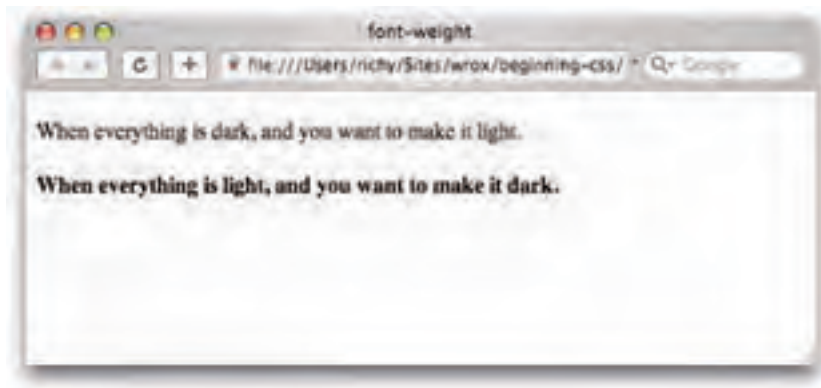 font-weight
file:///Users/richy/Sites/wrox/beginning-css/ Google
When everything is dark, and you want to make it light.
When everything is light, and you want to make it dark.